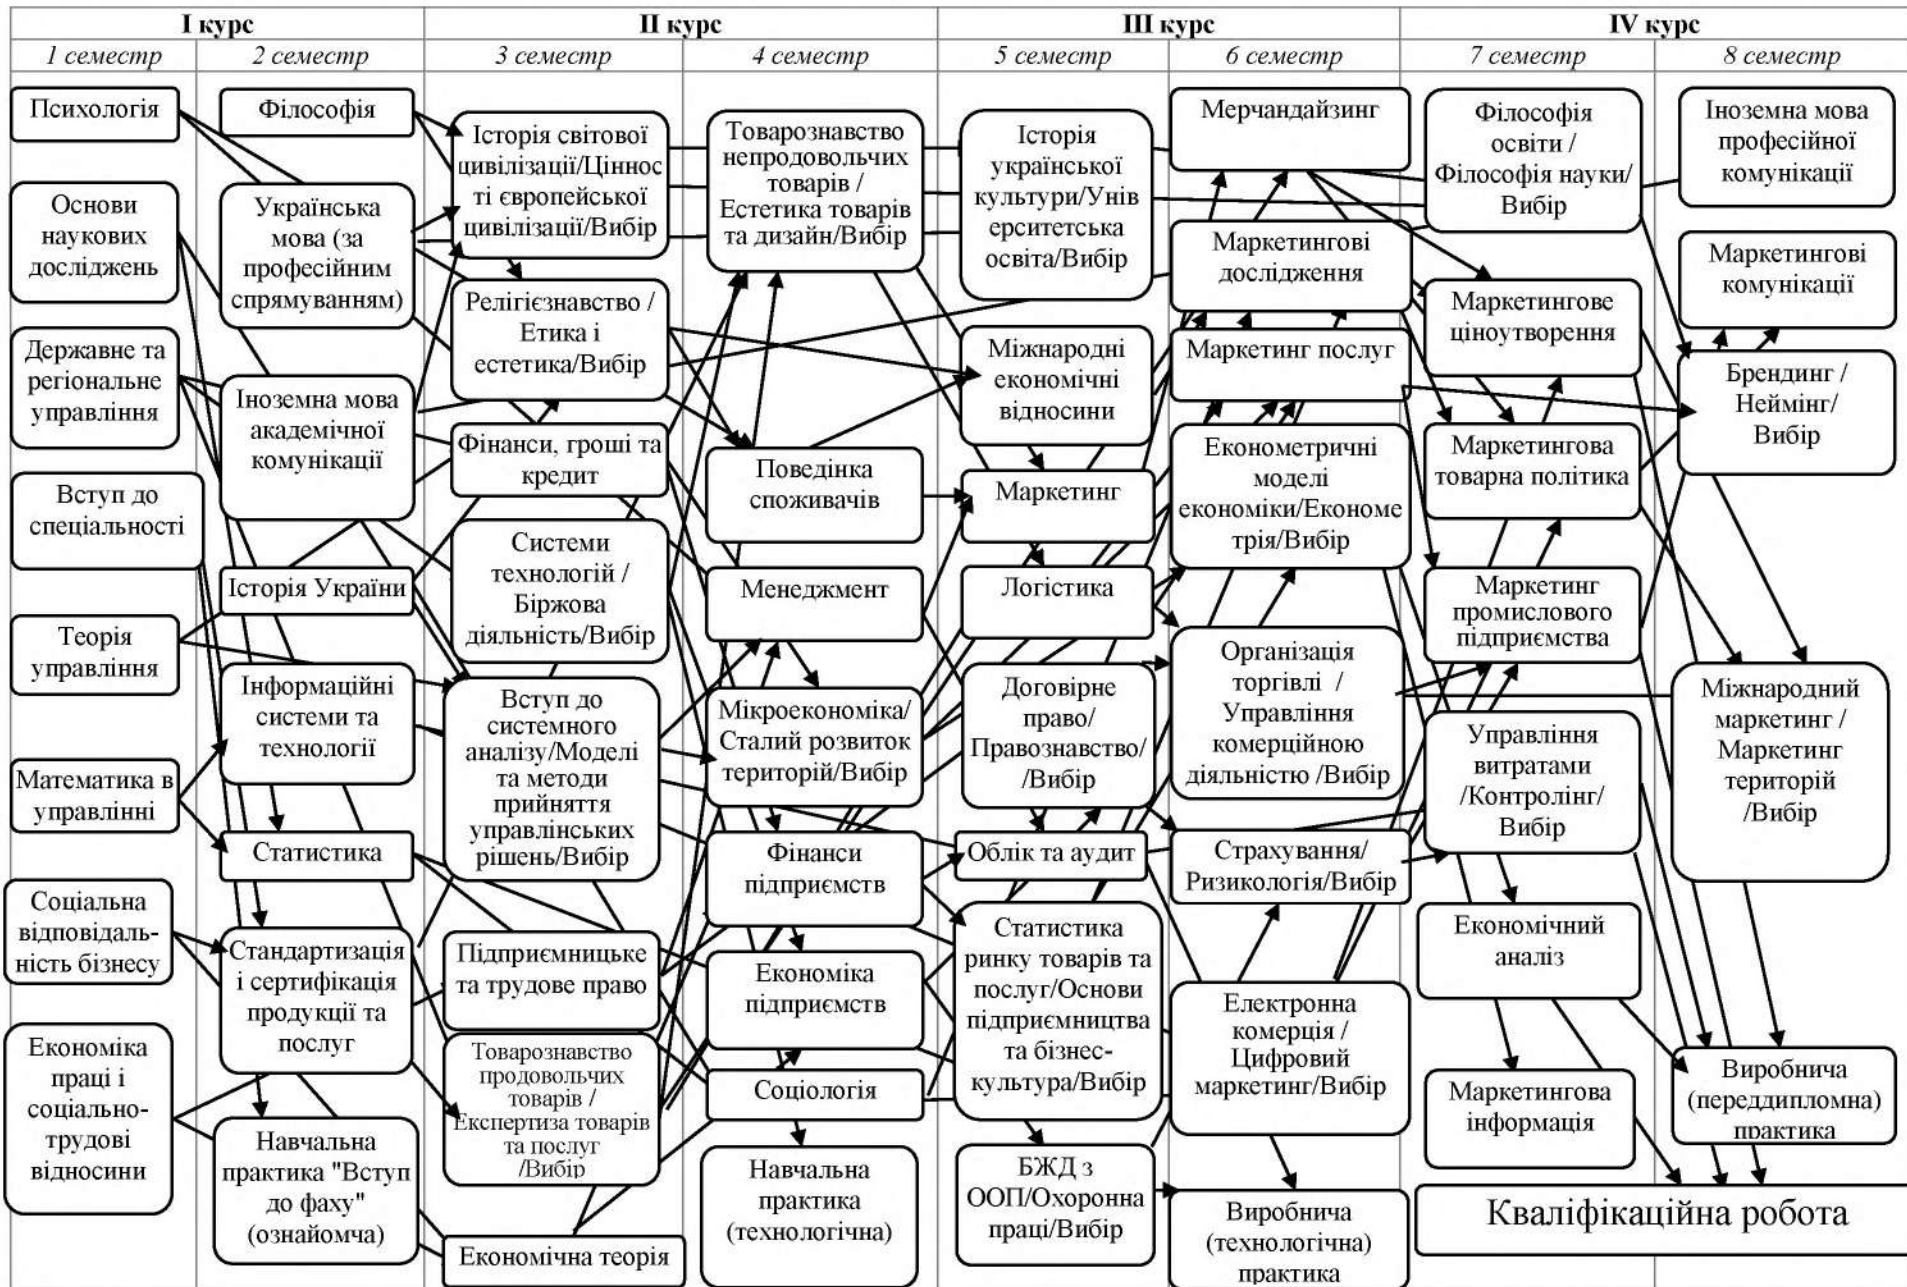 I курс
II курс
III курс
IV курс
1 семестр
2 семестр
3 семестр
4 семестр
5 семестр
6 семестр
7 семестр
8 семестр
Психологія
Основи
наукових
досліджень
Державне та
регіональне
управління
Вступ до
спеціальності
Теорія
управління
Математика в
управлінні
Соціальна
відповідаль-
ність бізнесу
Економіка
праці і
соціально-
трудові
відносини
Філософія
Українська
мова (за
професійним
спрямуванням)
Іноземна мова
академічної
комунікації
Історія України
Інформаційні
системи та
технології
Статистика
Стандартизація
і сертифікація
продукції та
послуг
Навчальна
практика "Вступ
до фаху"
(ознайомча)
Історія світової
цивілізації/Ціннос
ті європейської
цивілізації/Вибір
Релігієзнавство /
Етика і
естетика/Вибір
Фінанси, гроші та
кредит
Системи
технологій /
Біржова
діяльність/Вибір
Вступ до
системного
аналізу/Моделі
та методи
прийняття
управлінських
рішень/Вибір
Підприємницьке
та трудове право
Товарознавство
продовольчих
товарів /
Експертиза товарів
та послуг
/Вибір
Економічна теорія
Товарознавство
непродовольчих
товарів /
Естетика товарів
та дизайн/Вибір
Поведінка
споживачів
Менеджмент
Мікроекономіка/
Сталий розвиток
територій/Вибір
Фінанси
підприємств
Економіка
підприємств
Соціологія
Навчальна
практика
(технологічна)
Історія
української
культури/Унів
ерситетська
освіта/Вибір
Міжнародні
економічні
відносини
Маркетинг
Логістика
Договірне
право/
Правознавство/
/Вибір
Облік та аудит
Статистика
ринку товарів та
послуг/Основи
підприємництва
та бізнес-
культура/Вибір
БЖД з
ООП/Охоронна
праці/Вибір
Мерчандайзинг
Маркетингові
дослідження
Маркетинг послуг
Економетричні
моделі
економіки/Економе
трія/Вибір
Організація
торгівлі /
Управління
комерційною
діяльністю /Вибір
Страхування/
Ризикологія/Вибір
Електронна
комерція /
Цифровий
маркетинг/Вибір
Виробнича
(технологічна)
практика
Філософія
освіти /
Філософія науки/
Вибір
Маркетингове
ціноутворення
Маркетингова
товарна політика
Маркетинг
промислового
підприємства
Управління
витратами
/Контролінг/
Вибір
Економічний
аналіз
Маркетингова
інформація
Іноземна мова
професійної
комунікації
Маркетингові
комунікації
Брендинг /
Неймінг/
Вибір
Міжнародний
маркетинг /
Маркетинг
територій
/Вибір
Виробнича
(переддипломна)
практика
Кваліфікаційна робота